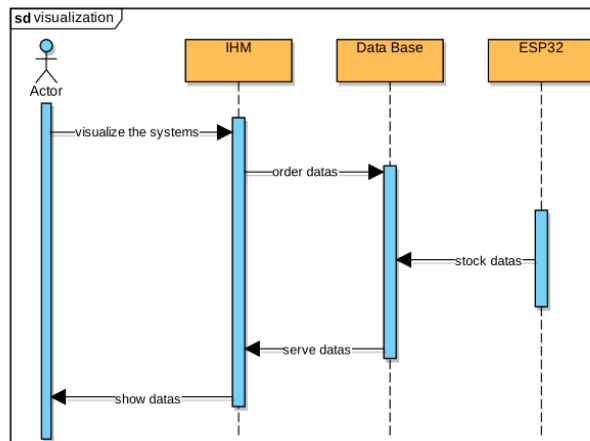 sd visualization
IHM
Data Base
ESP32
Actor
visualize the systems
order datas
stock datas
serve datas
show datas